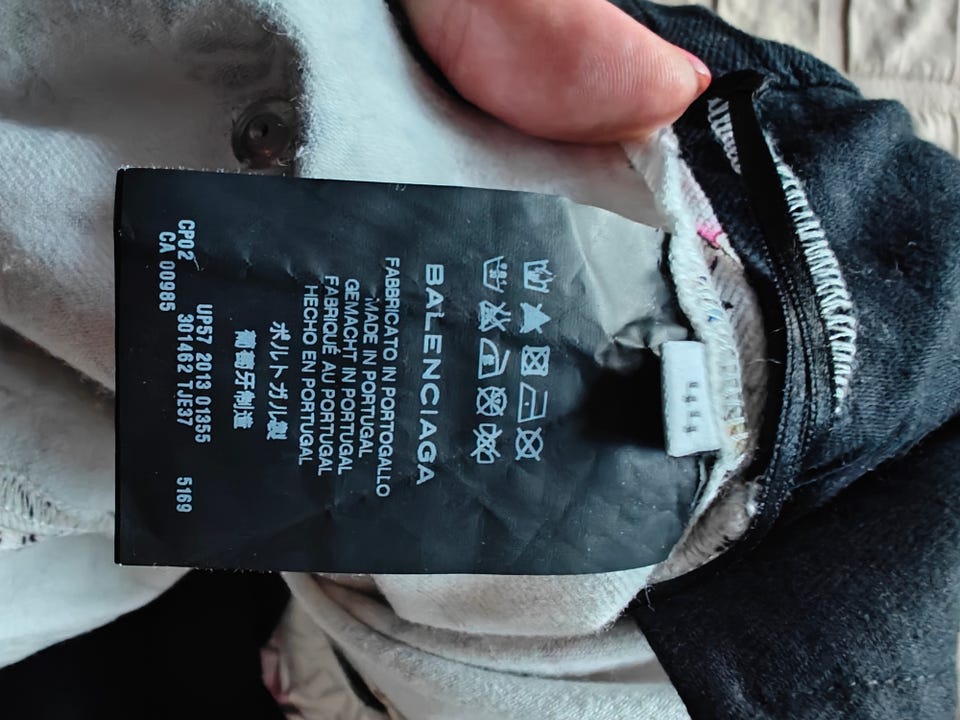 BALENCIAGA
FABBRICATO IN PORTOGALLO
MADE IN PORTUGAL
GEMACHT IN PORTUGAL
FABRIQUÉ AU PORTUGAL
HECHO EN PORTUGAL
ポルトガル製
葡萄牙制造
UP57 2013 01355
CP02 301462 TJE37 5169
CA 00985